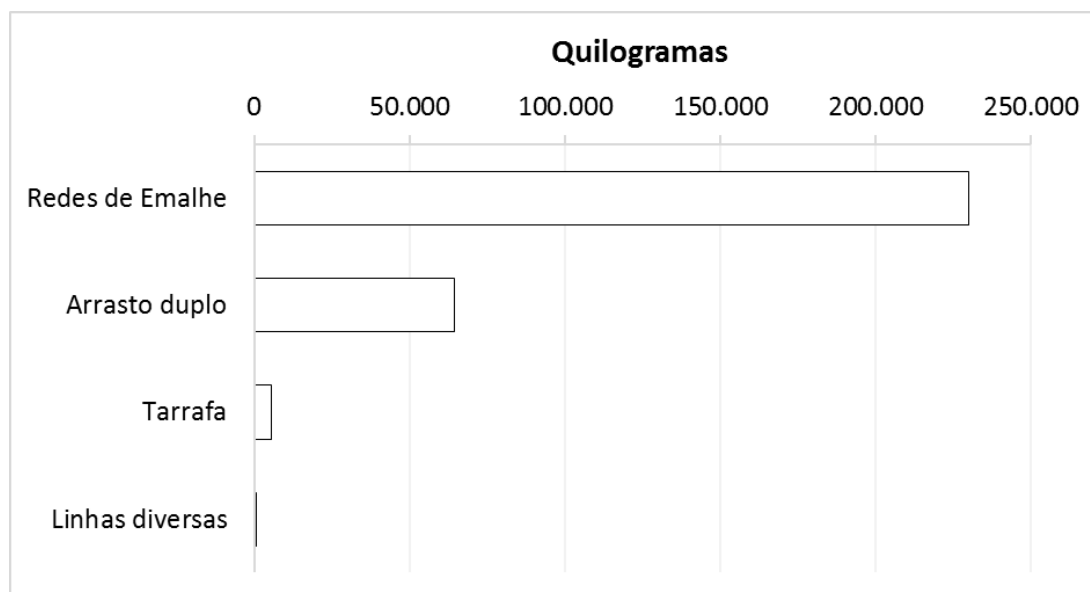 Quilogramas
0 50.000 100.000 150.000 200.000 250.000
Redes de Emalhe
Arrasto duplo
Tarrafa
Linhas diversas